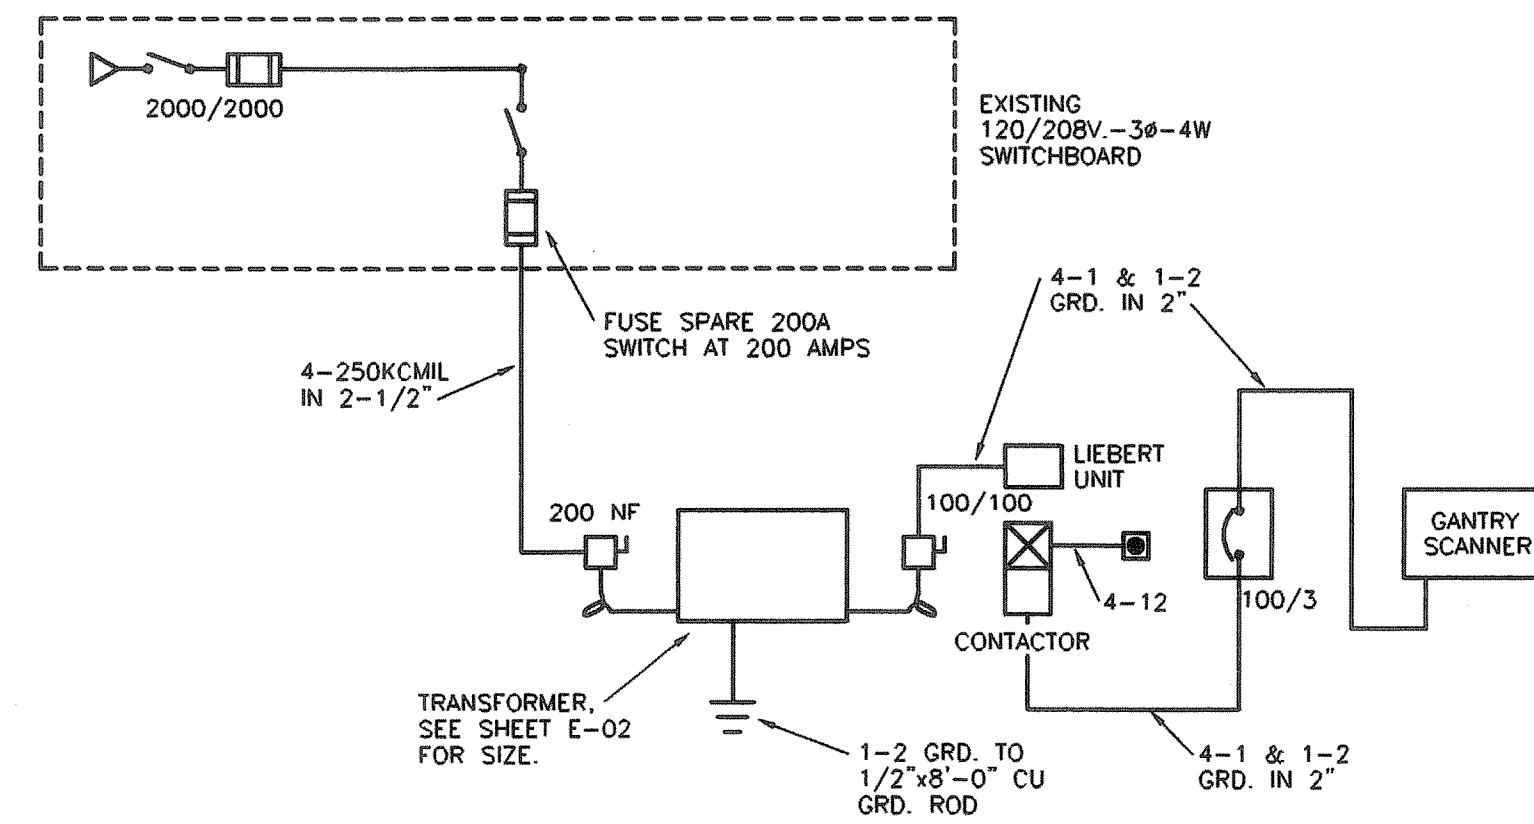 2000/2000
EXISTING
120/208V.-3ø-4W
SWITCHBOARD
FUSE SPARE 200A
SWITCH AT 200 AMPS
4-250KCMIL
IN 2-1/2"
4-1 & 1-2
GRD. IN 2"
LIEBERT
UNIT
200 NF
100/100
GANTRY
SCANNER
4-12
100/3
CONTACTOR
TRANSFORMER,
SEE SHEET E-02
FOR SIZE.
1-2 GRD. TO
1/2"x8'-0" CU
GRD. ROD
4-1 & 1-2
GRD. IN 2"